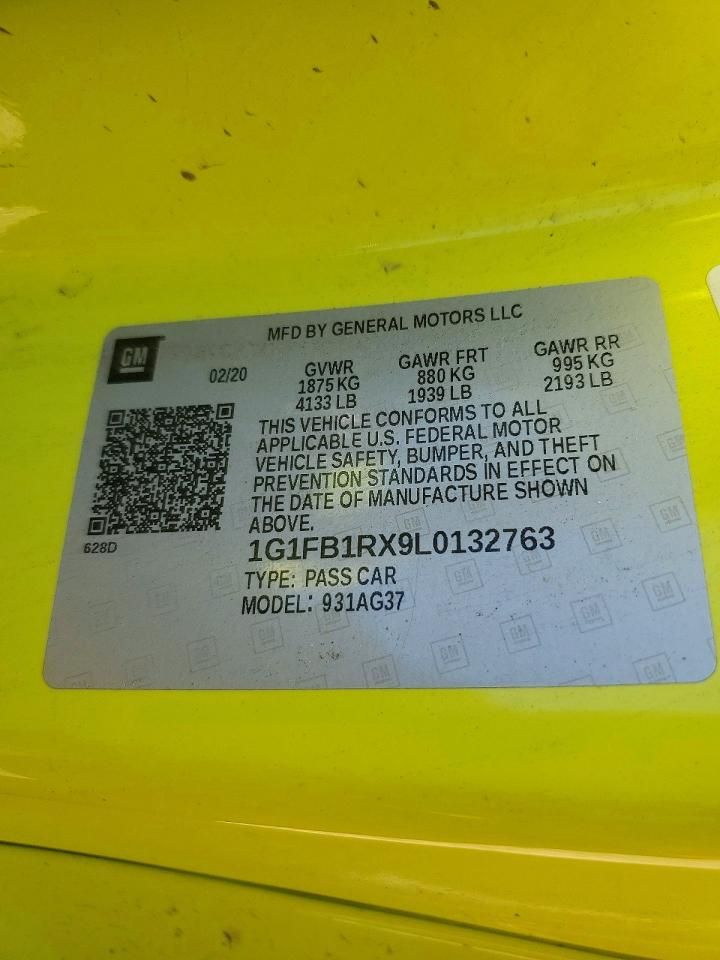 MFD BY GENERAL MOTORS LLC
GM
02/20
GVWR GAWR FRT GAWR RR
1875 KG 880 KG 995 KG
4133 LB 1939 LB 2193 LB
THIS VEHICLE CONFORMS TO ALL
APPLICABLE U.S. FEDERAL MOTOR
VEHICLE SAFETY, BUMPER, AND THEFT
PREVENTION STANDARDS IN EFFECT ON
THE DATE OF MANUFACTURE SHOWN
ABOVE.
628D
1G1FB1RX9L0132763
TYPE: PASS CAR
MODEL: 931AG37